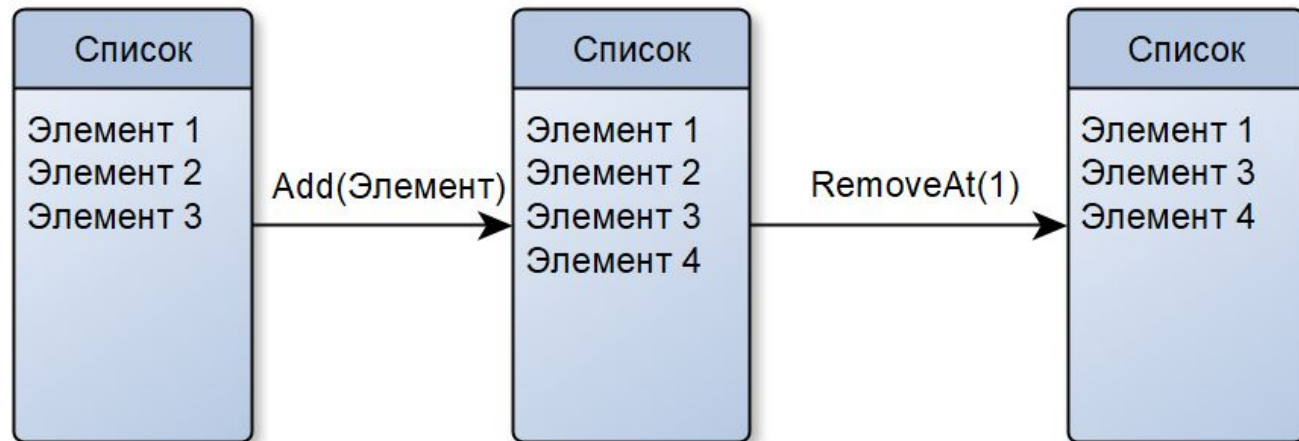 Список
Элемент 1
Элемент 2
Элемент 3
Add(Элемент)
Список
Элемент 1
Элемент 2
Элемент 3
Элемент 4
RemoveAt(1)
Список
Элемент 1
Элемент 3
Элемент 4